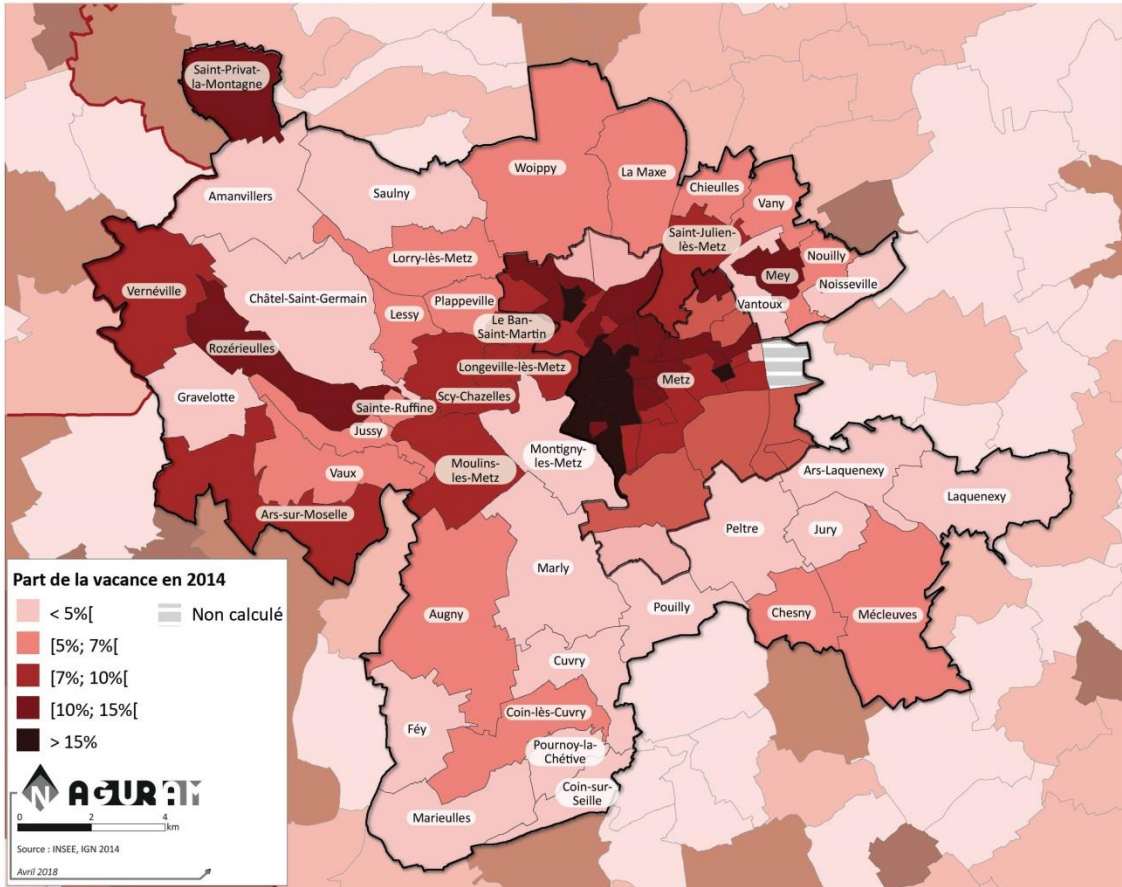 Saint-Privat-
la-Montagne
Woippy
La Maxe
Amanvillers
Saulny
Chieulles
Vany
Saint-Julien-
lès-Metz
Lorry-lès-Metz
Nouilly
Mey
Vernéville
Châtel-Saint-Germain
Plappeville
Noisseville
Lessy
Vantoux
Le Ban-
Saint-Martin
Rozérieulles
Longeville-lès-Metz
Metz
Gravelotte
Scy-Chazelles
Sainte-Ruffine
Jussy
Montigny-
les-Metz
Moulins-
les-Metz
Vaux
Ars-Laquenexy
Laquenexy
Ars-sur-Moselle
Peltre
Jury
Marly
Pouilly
Augny
Chesny
Mécleuves
Cuvry
Coin-lès-Cuvry
Féy
Pournoy-la-
Chétive
Coin-sur-
Seille
Marieulles
Part de la vacance en 2014
< 5%[
Non calculé
[5%; 7%[
[7%; 10%[
[10%; 15%[
> 15%
N AGURAM
0 2 4
km
Source : INSEE, IGN 2014
Avril 2018